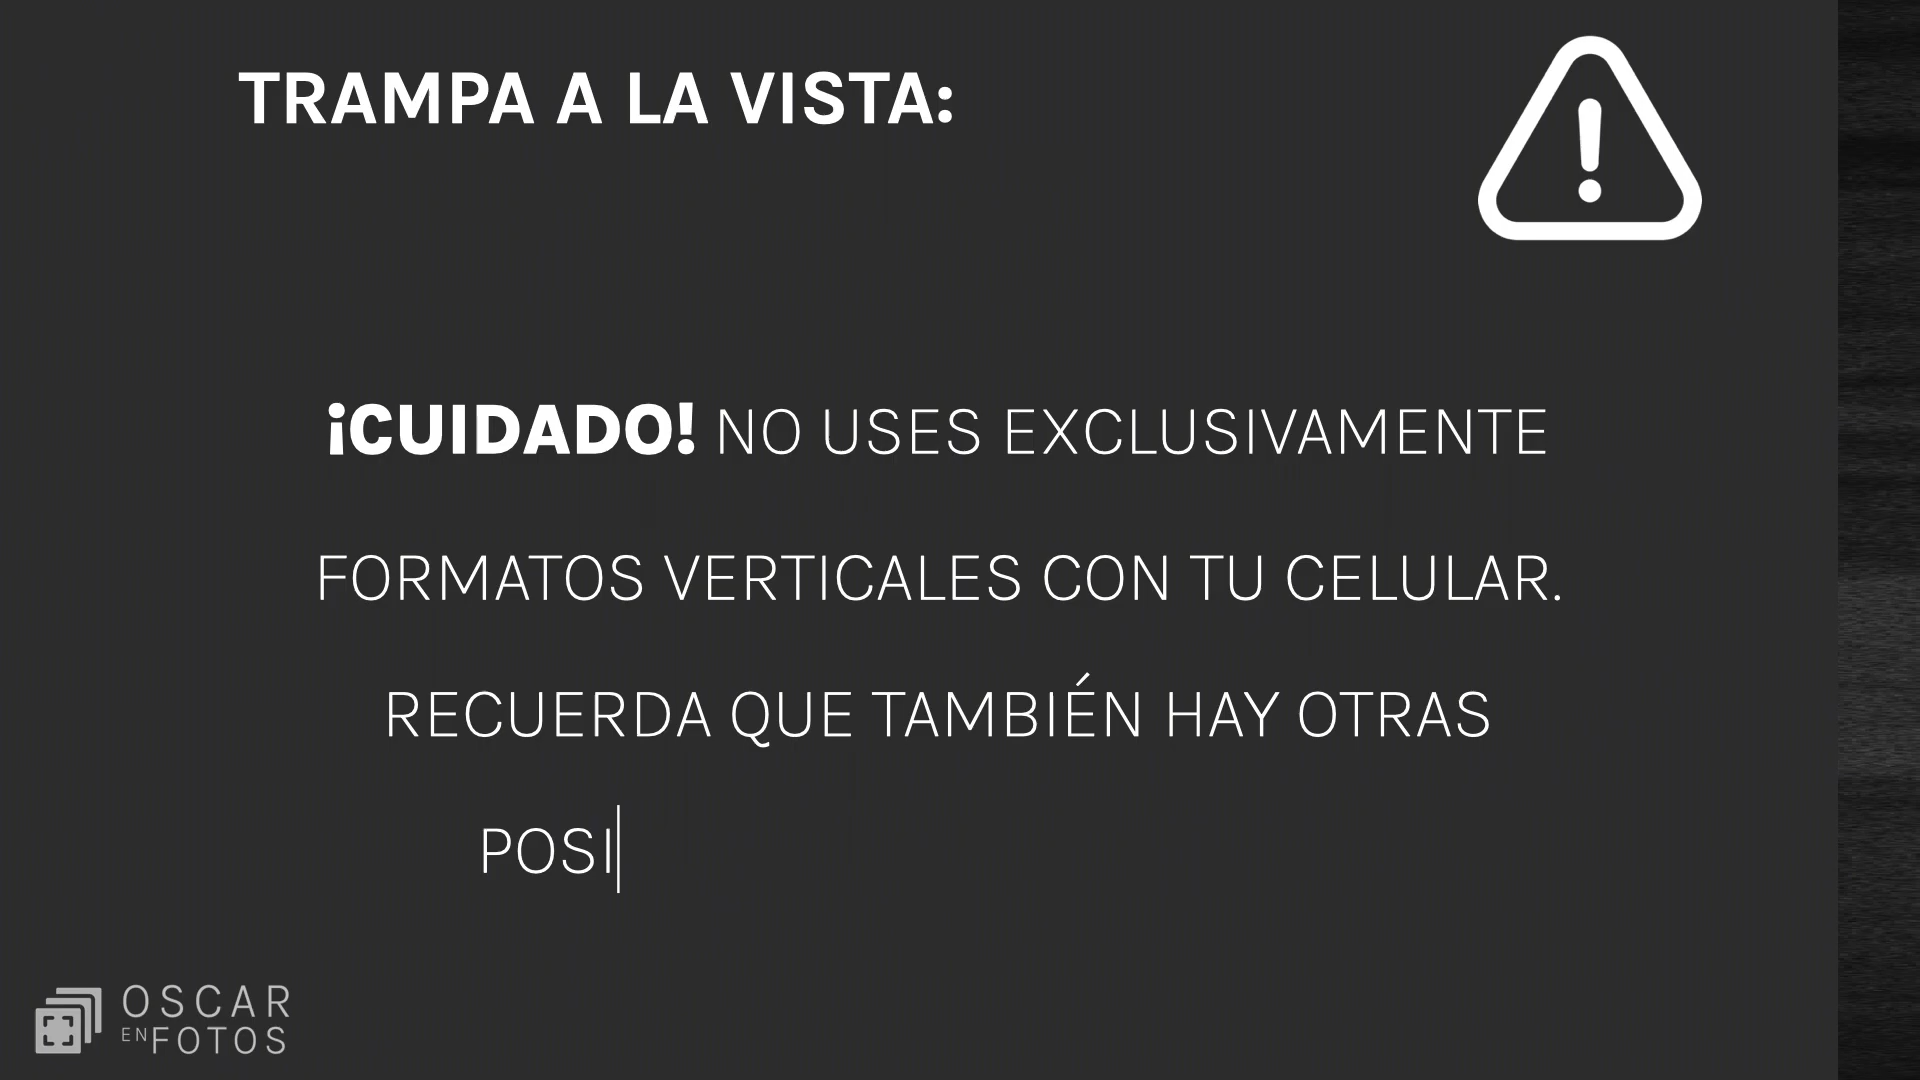 TRAMPA A LA VISTA:
¡CUIDADO! NO USES EXCLUSIVAMENTE
FORMATOS VERTICALES CON TU CELULAR.
RECUERDA QUE TAMBIÉN HAY OTRAS
POSI
OSCAR
EN FOTOS